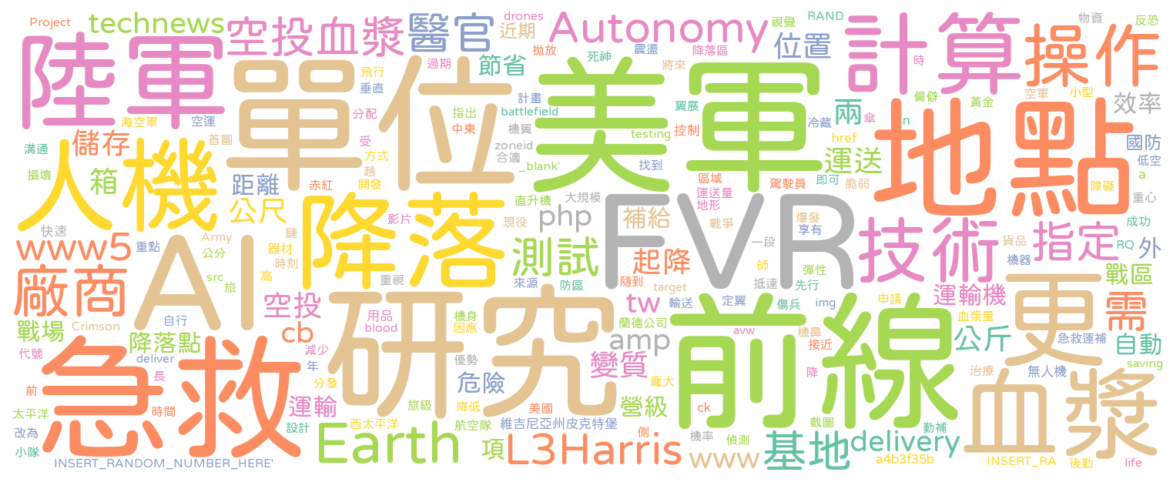 Project
drones
視覺
RAND
物資
反恐
technews
空投血漿
醫官
近期
拋放
死神
震盪
Autonomy
降落區
位置
將來
時
計算
操作
陸軍
單位
過期
飛行
垂直
節省
美軍
翼展
兩
傘
偏僻
空軍
黃金
小型
海空軍
空運
分配
指出
計畫
battlefield
testing
控制
冷藏
n
效率
溝通
儲存
首圖
受
中東
機翼
zoneid
合適
_blank'
找到
href
運送
地點
國防
低空
a
損壞
箱
人機
距離
方式
趟
開發
降落
區域
運送量
地形
駕駛員
即可
脆弱
障礙
重心
公尺
赤紅
影片
現役
直升機
大規模
php
補給
戰爭
FVR
爆發
享有
技術
指定
成功
RQ
外
快速
www5
重點
Army
公分
鏈
器材
時刻
AI
重視
來源
測試
防區
起降
隨到
一段
師
抵達
彈性
先行
貨品
機器
戰區
廠商
src
旅
高
空投
用品
blood
機身
因應
研究
輸送
target
tw
定翼
傷兵
img
前線
申請
運輸機
更
需
戰場
Crimson
降落點
cb
減少
年
優勢
蘭德公司
amp
avw
機鼻
接近
血漿量
公斤
急救運補
自動
代號
自行
deliver
急救
分發
危險
變質
龐大
降
治療
無人機
saving
血漿
前
長
太平洋
時間
運輸
旅級
降低
美國
營級
ck
截圖
勤補
改為
設計
西太平洋
航空隊
維吉尼亞州皮克特堡
機率
偵測
小隊
Earth
項
L3Harris
側
www
基地
delivery
a4b3f35b
INSERT_RA
後勤
life
INSERT_RANDOM_NUMBER_HERE'